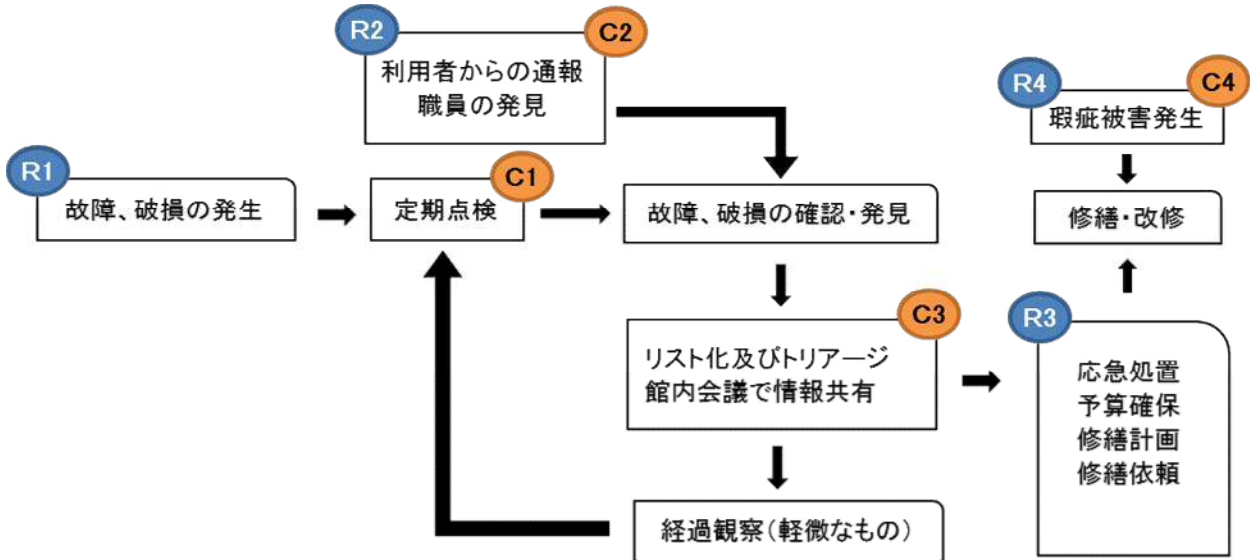 R2
C2
利用者からの通報
職員の発見
R4
C4
瑕疵被害発生
R1
故障、破損の発生
C1
定期点検
故障、破損の確認・発見
修繕・改修
C3
リスト化及びトリアージ
館内会議で情報共有
R3
応急処置
予算確保
修繕計画
修繕依頼
経過観察(軽微なもの)